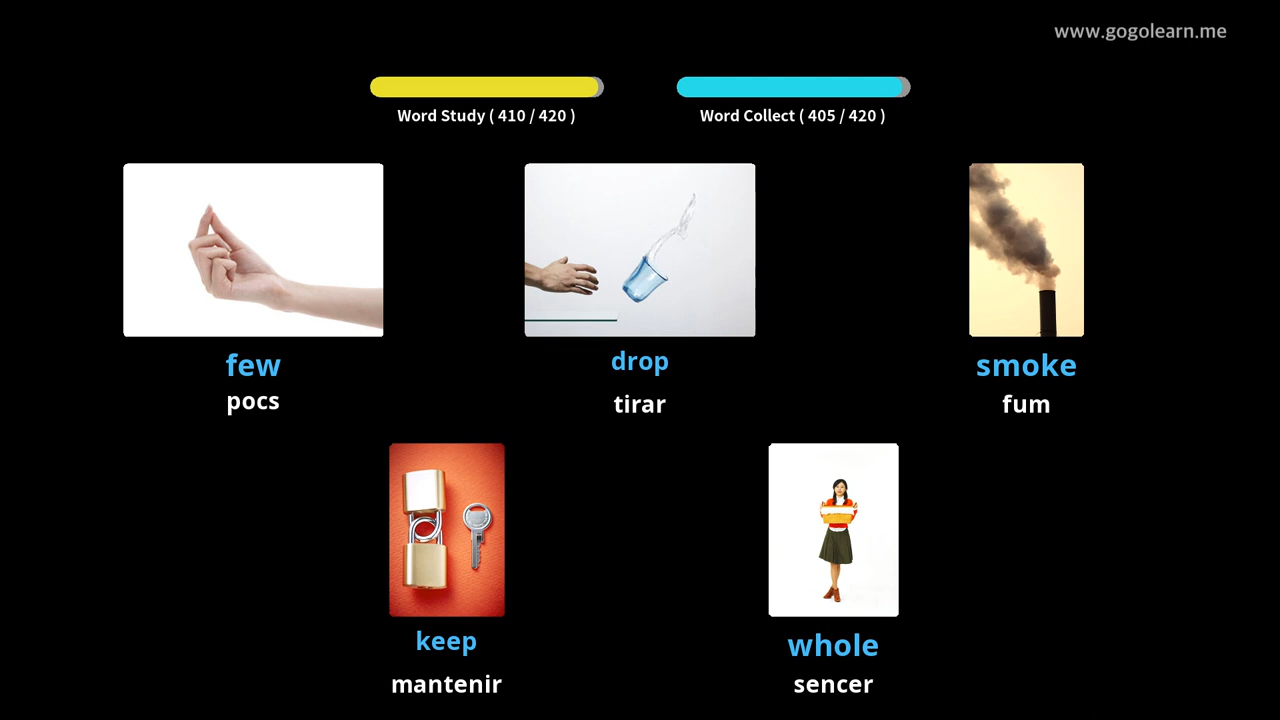 www.gogolearn.me
Word Study ( 410 / 420 )
Word Collect ( 405 / 420 )
few
pocs
drop
tirar
smoke
fum
keep
mantenir
whole
sencer